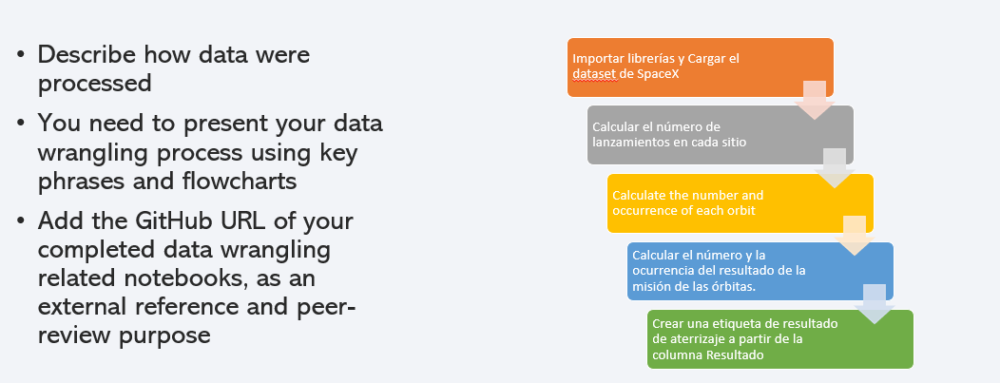 • Describe how data were
processed
• You need to present your data
wrangling process using key
phrases and flowcharts
• Add the GitHub URL of your
completed data wrangling
related notebooks, as an
external reference and peer-
review purpose
Importar librerías y Cargar el
dataset de SpaceX
Calcular el número de
lanzamientos en cada sitio
Calculate the number and
occurrence of each orbit
Calcular el número y la
ocurrencia del resultado de la
misión de las órbitas.
Crear una etiqueta de resultado
de aterrizaje a partir de la
columna Resultado